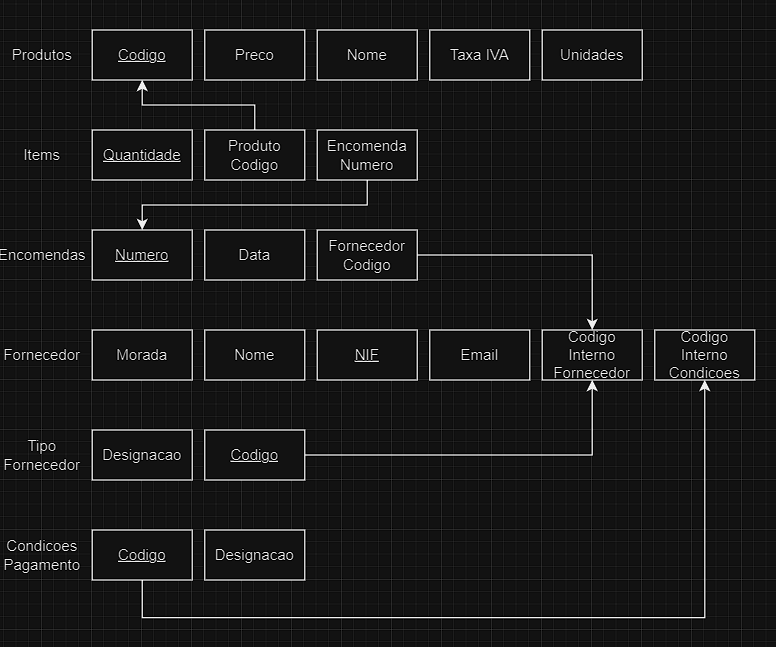 Produtos
Codigo
Preco
Nome
Taxa IVA
Unidades
Items
Quantidade
Produto
Codigo
Encomenda
Numero
Encomendas
Numero
Data
Fornecedor
Codigo
Fornecedor
Morada
Nome
NIF
Email
Codigo
Interno
Fornecedor
Codigo
Interno
Condicoes
Tipo
Fornecedor
Designacao
Codigo
Condicoes
Pagamento
Codigo
Designacao